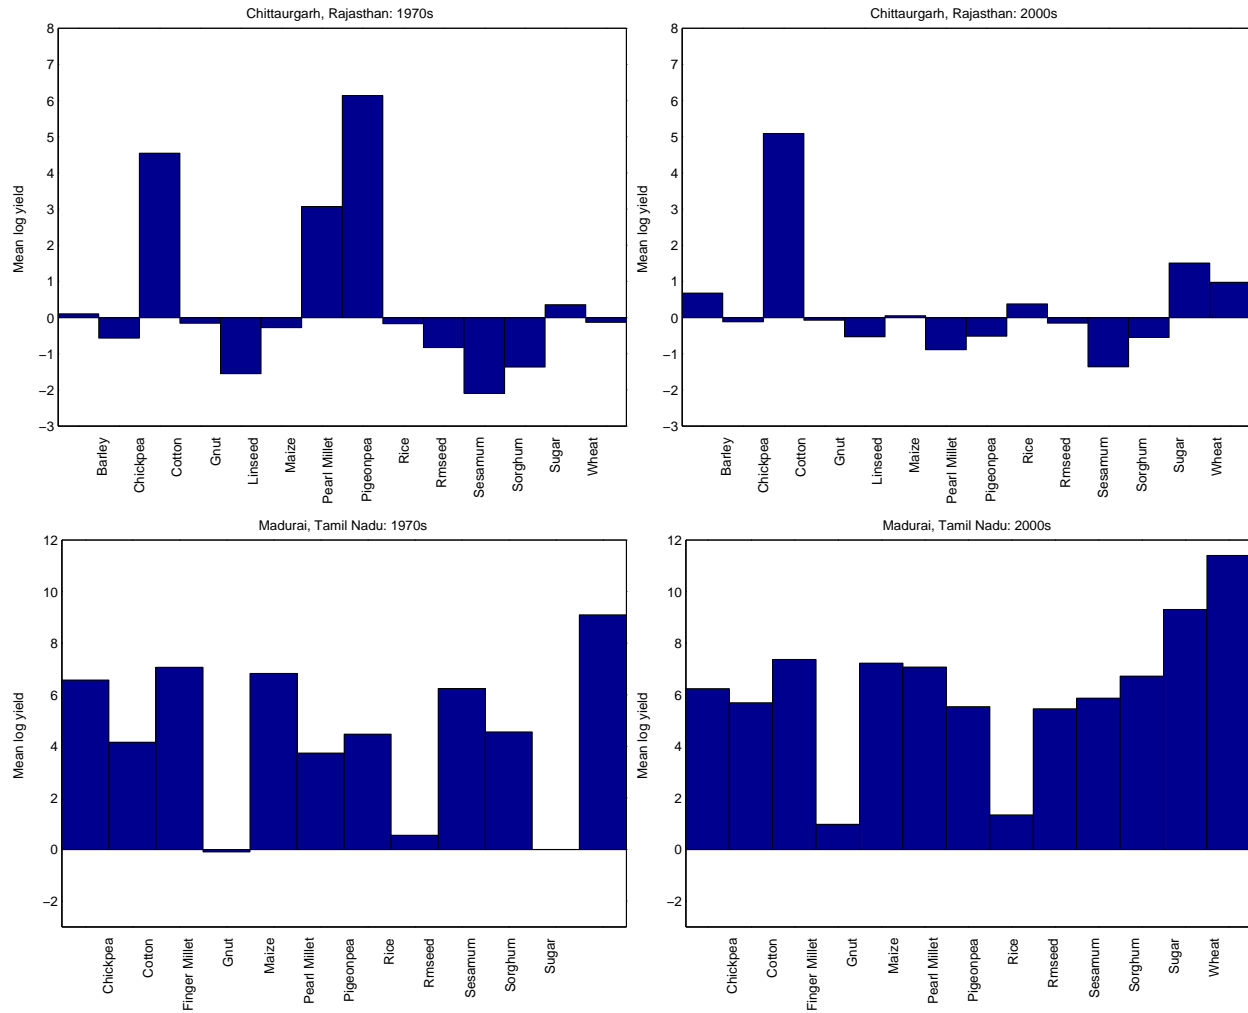 Chittaurgarh, Rajasthan: 1970s
8
7
6
5
4
3
2
1
0
−1
−2
−3
Mean log yield
Barley
Chickpea
Cotton
Gnut
Linseed
Maize
Pearl Millet
Pigeonpea
Rice
Rmseed
Sesamum
Sorghum
Sugar
Wheat
Chittaurgarh, Rajasthan: 2000s
8
7
6
5
4
3
2
1
0
−1
−2
−3
Mean log yield
Barley
Chickpea
Cotton
Gnut
Linseed
Maize
Pearl Millet
Pigeonpea
Rice
Rmseed
Sesamum
Sorghum
Sugar
Wheat
Madurai, Tamil Nadu: 1970s
12
10
8
6
4
2
0
−2
Mean log yield
Chickpea
Cotton
Finger Millet
Gnut
Maize
Pearl Millet
Pigeonpea
Rice
Rmseed
Sesamum
Sorghum
Sugar
Madurai, Tamil Nadu: 2000s
12
10
8
6
4
2
0
−2
Mean log yield
Chickpea
Cotton
Finger Millet
Gnut
Maize
Pearl Millet
Pigeonpea
Rice
Rmseed
Sesamum
Sorghum
Sugar
Wheat